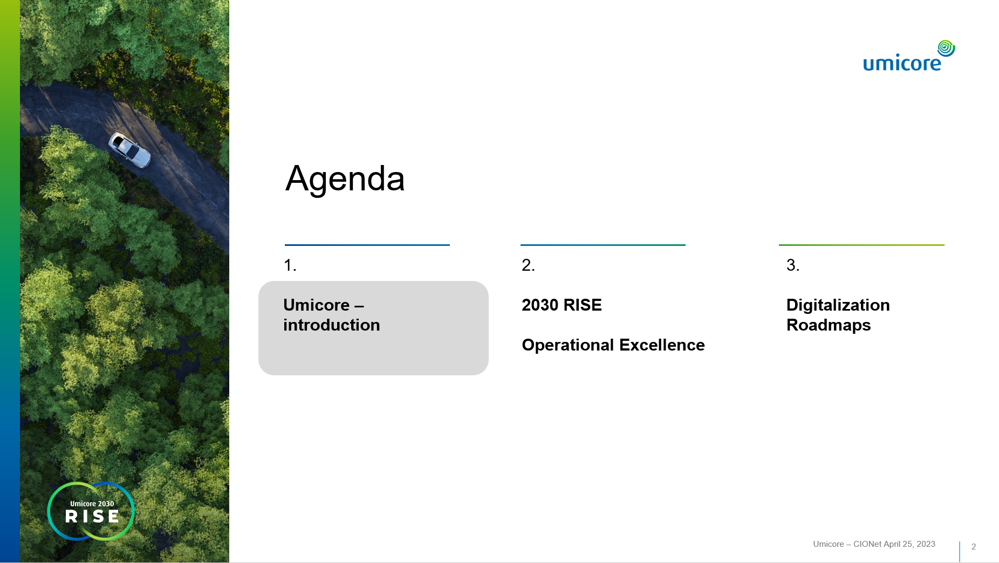 umicore
Agenda
1.
Umicore –
introduction
2.
2030 RISE
Operational Excellence
3.
Digitalization
Roadmaps
Umicore 2030
RISE
Umicore – CIONet April 25, 2023
2